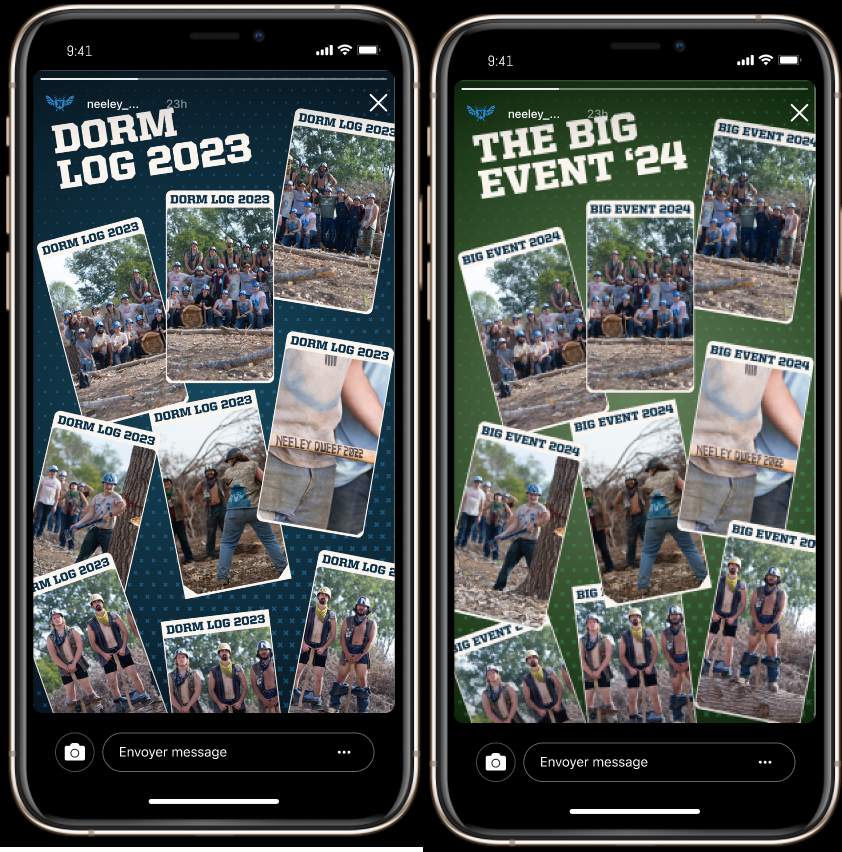 9:41
neeley_... 23h
DORM
LOG 2023
DORM LOG 2023
DORM LOG 2023
DORM LOG 2023
DORM LOG 2023
NEELEY QUEEF 2022
DORM LOG 2023
DORM LOG 2023
DORM LOG 2
RM LOG 2023
DORM LOG 2023
Envoyer message
9:41
neeley_... 23h
THE BIG
EVENT ‘24
BIG EVENT 2024
BIG EVENT 2024
BIG EVENT 2024
BIG EVENT 2024
NEELEY QUEEF 2022
BIG EVENT 2024
BIG EVENT 2024
BIG EVENT 20
BIG
BIG EVENT
Envoyer message